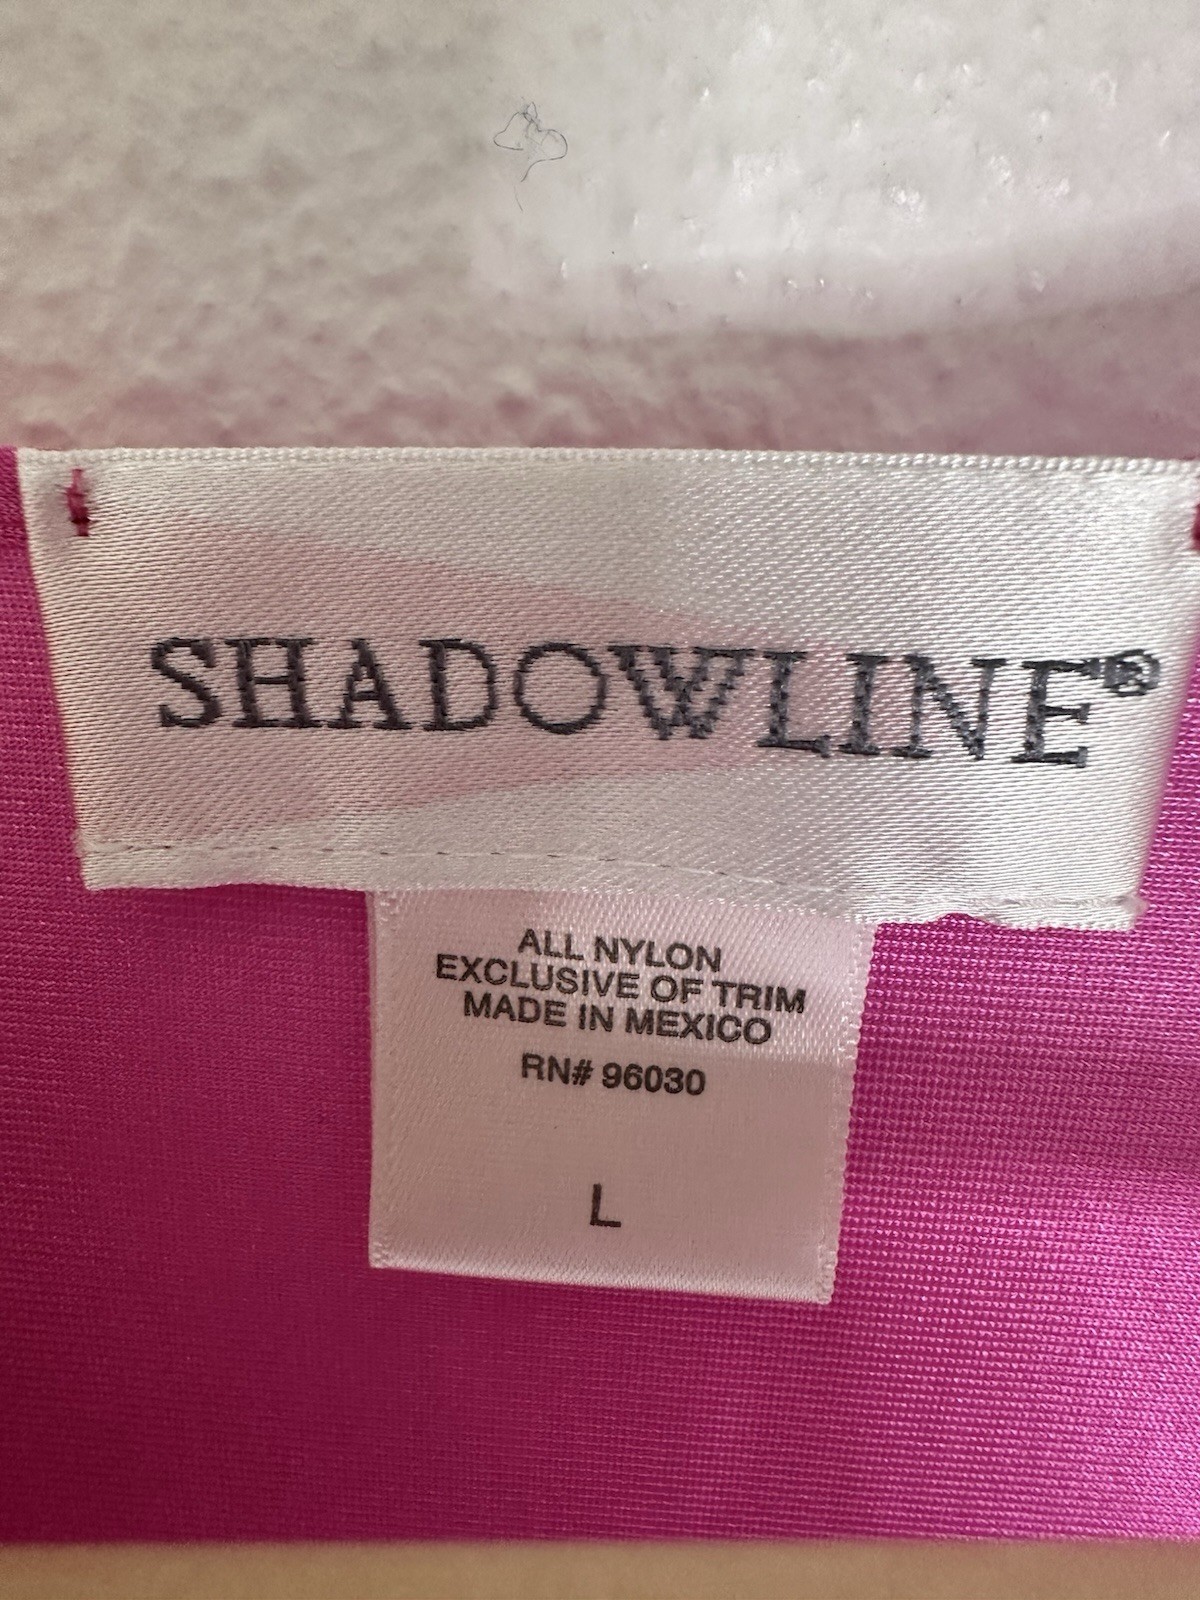 SHADOWLINE®
ALL NYLON
EXCLUSIVE OF TRIM
MADE IN MEXICO
RN# 96030
L